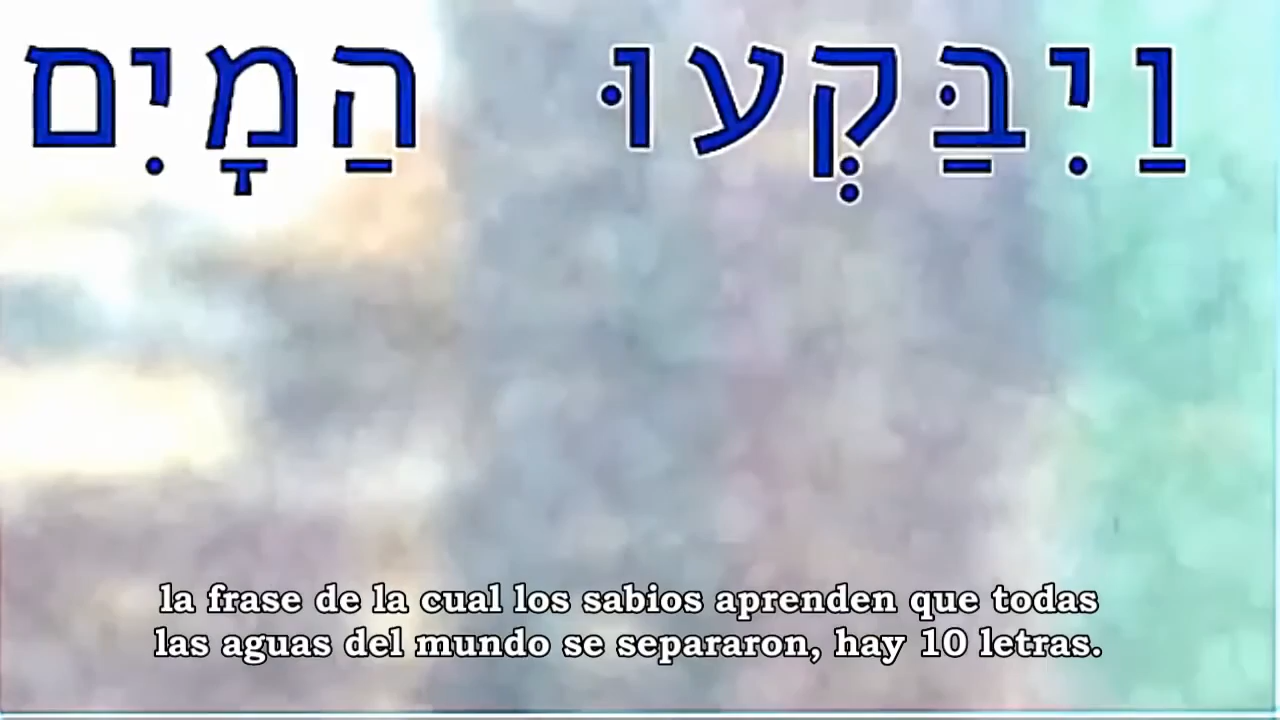 וַיִבַּקְעוּ הַמָיִם
la frase de la cual los sabios aprenden que todas
las aguas del mundo se separaron, hay 10 letras.